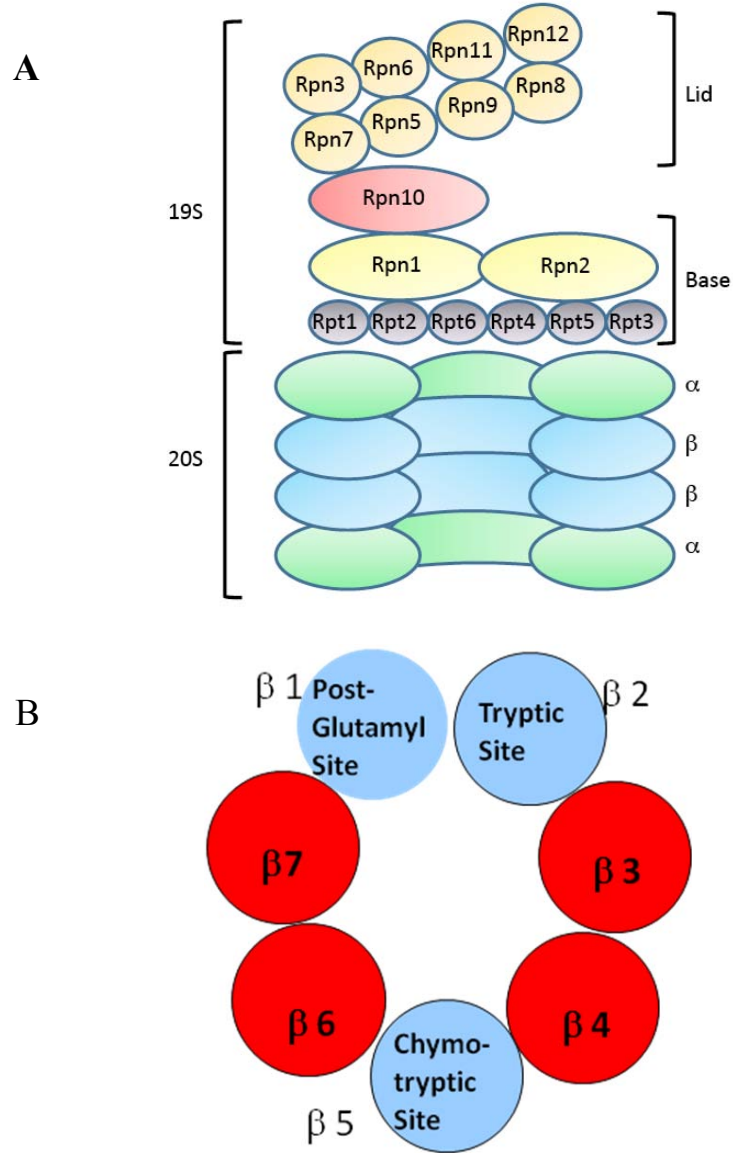 A
Rpn12
Rpn11
Rpn6
Rpn3
Rpn8
Rpn9
Rpn5
Rpn7
Lid
Rpn10
19S
Rpn1
Rpn2
Base
Rpt1 Rpt2 Rpt6 Rpt4 Rpt5 Rpt3
α
β
20S
β
α
B
β 1
Post-
Glutamyl
Site
Tryptic
Site
β 2
β7
β 3
β 6
β 4
Chymo-
tryptic
Site
β 5